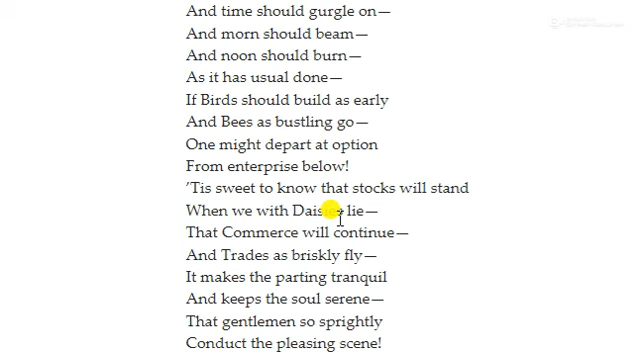 And time should gurgle on—
And morn should beam—
And noon should burn—
As it has usual done—
If Birds should build as early
And Bees as bustling go—
One might depart at option
From enterprise below!
’Tis sweet to know that stocks will stand
When we with Daisies lie—
That Commerce will continue—
And Trades as briskly fly—
It makes the parting tranquil
And keeps the soul serene—
That gentlemen so sprightly
Conduct the pleasing scene!